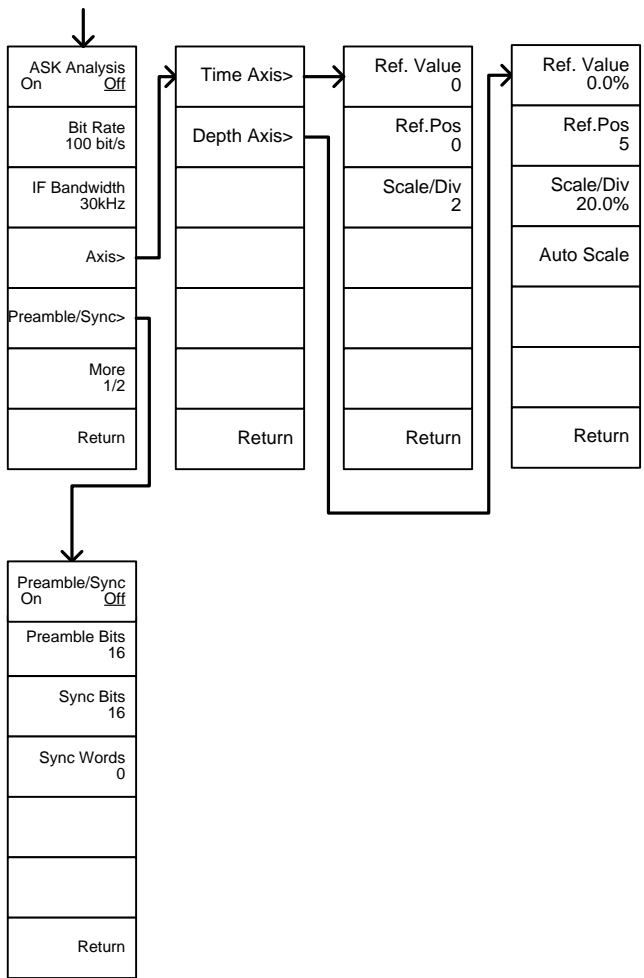 ASK Analysis
On Off
Bit Rate
100 bit/s
IF Bandwidth
30kHz
Axis>
Preamble/Sync>
More
1/2
Return
Time Axis>
Depth Axis>
Return
Ref. Value
0
Ref.Pos
0
Scale/Div
2
Return
Ref. Value
0.0%
Ref.Pos
5
Scale/Div
20.0%
Auto Scale
Return
Preamble/Sync
On Off
Preamble Bits
16
Sync Bits
16
Sync Words
0
Return